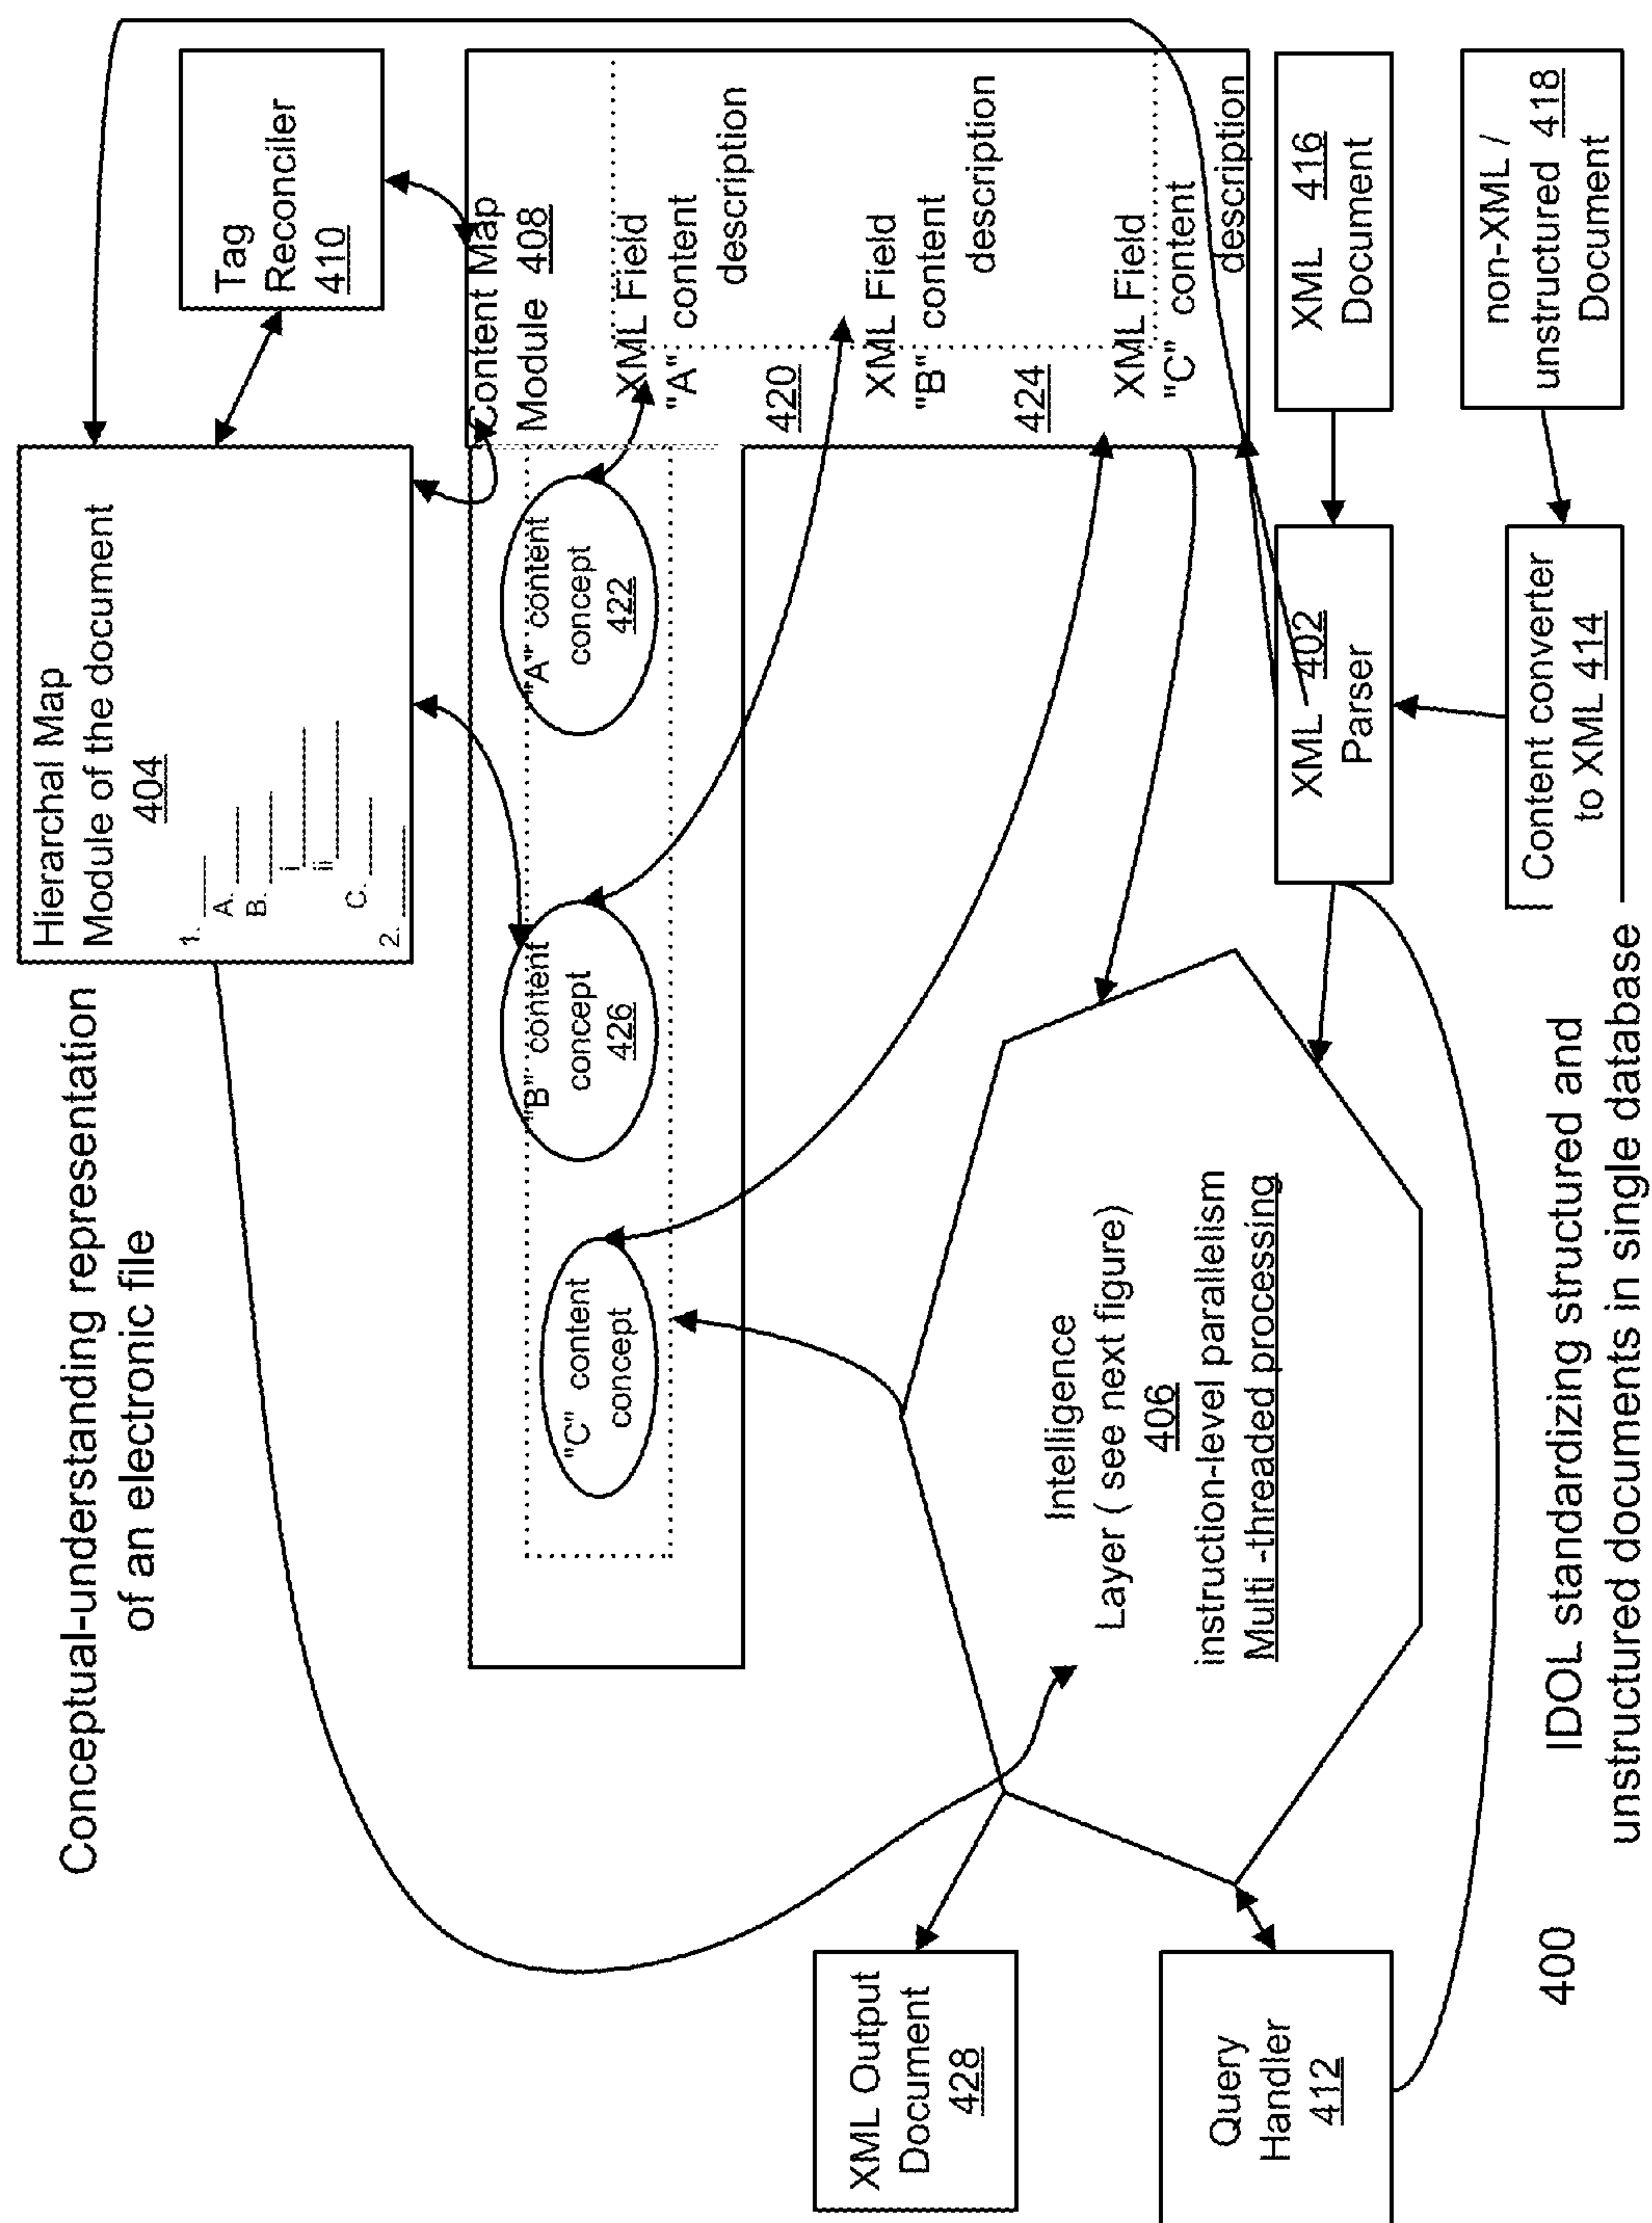 Conceptual-understanding representation
of an electronic file
Hierarchal Map
Module of the document
404
1.
A.
B.
i
ii
C.
2.
Tag
Reconciler
410
Content Map
Module 408
"A" content
concept
422
"B" content
concept
426
"C" content
concept
XML Field
"A" content
description
420
XML Field
"B" content
description
424
XML Field
"C" content
description
XML 416
Document
non-XML /
unstructured 418
Document
XML 402
Parser
Content converter
to XML 414
Intelligence
Layer ( see next figure)
406
instruction-level parallelism
Multi -threaded processing
XML Output
Document
428
Query
Handler
412
400
IDOL standardizing structured and
unstructured documents in single database